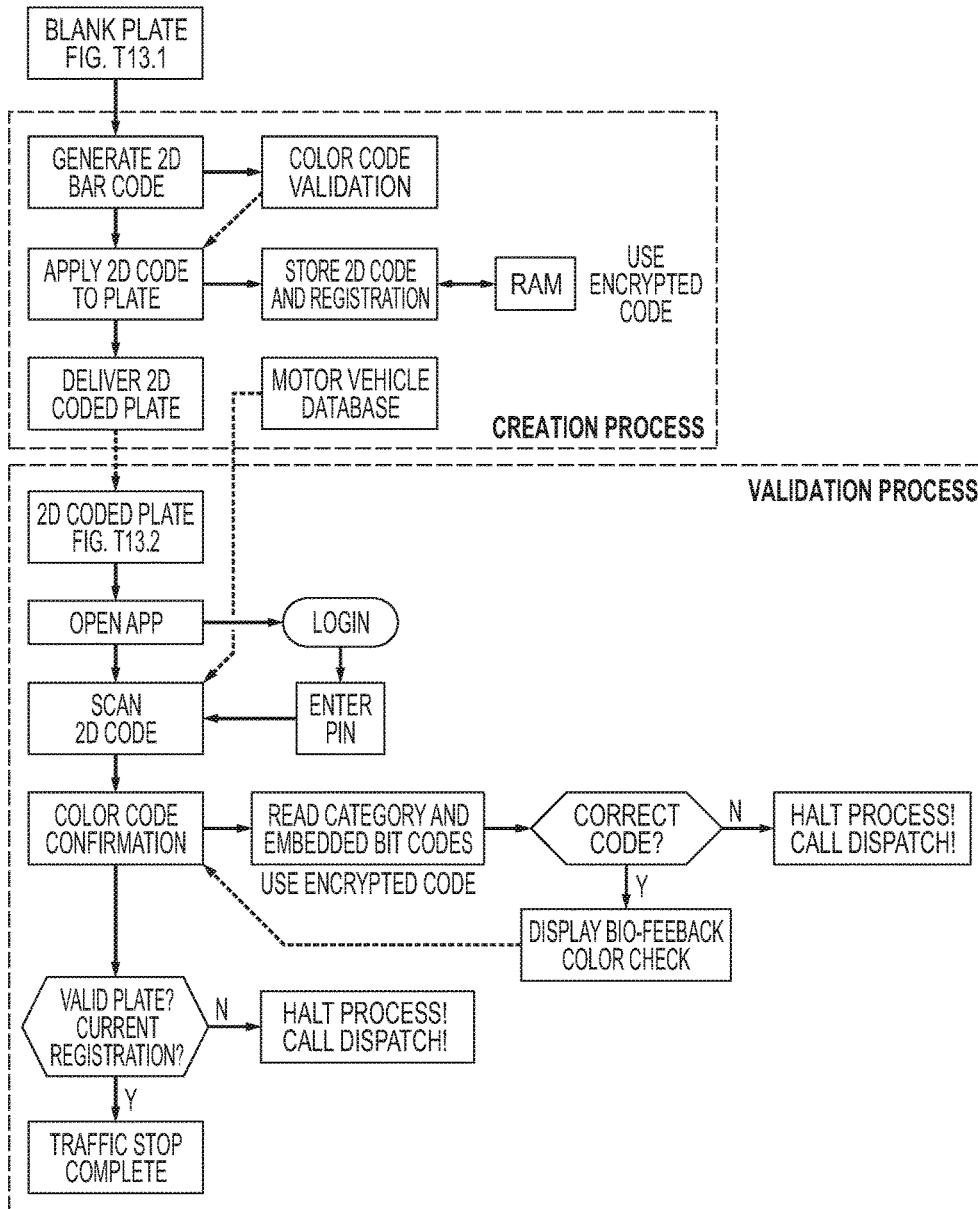 BLANK PLATE
FIG. T13.1
GENERATE 2D
BAR CODE
COLOR CODE
VALIDATION
APPLY 2D CODE
TO PLATE
STORE 2D CODE
AND REGISTRATION
RAM
USE
ENCRYPTED
CODE
DELIVER 2D
CODED PLATE
MOTOR VEHICLE
DATABASE
CREATION PROCESS
VALIDATION PROCESS
2D CODED PLATE
FIG. T13.2
OPEN APP
LOGIN
SCAN
2D CODE
ENTER
PIN
COLOR CODE
CONFIRMATION
READ CATEGORY AND
EMBEDDED BIT CODES
USE ENCRYPTED CODE
CORRECT
CODE?
N
HALT PROCESS!
CALL DISPATCH!
Y
DISPLAY BIO-FEEBACK
COLOR CHECK
VALID PLATE?
CURRENT
REGISTRATION?
N
HALT PROCESS!
CALL DISPATCH!
Y
TRAFFIC STOP
COMPLETE